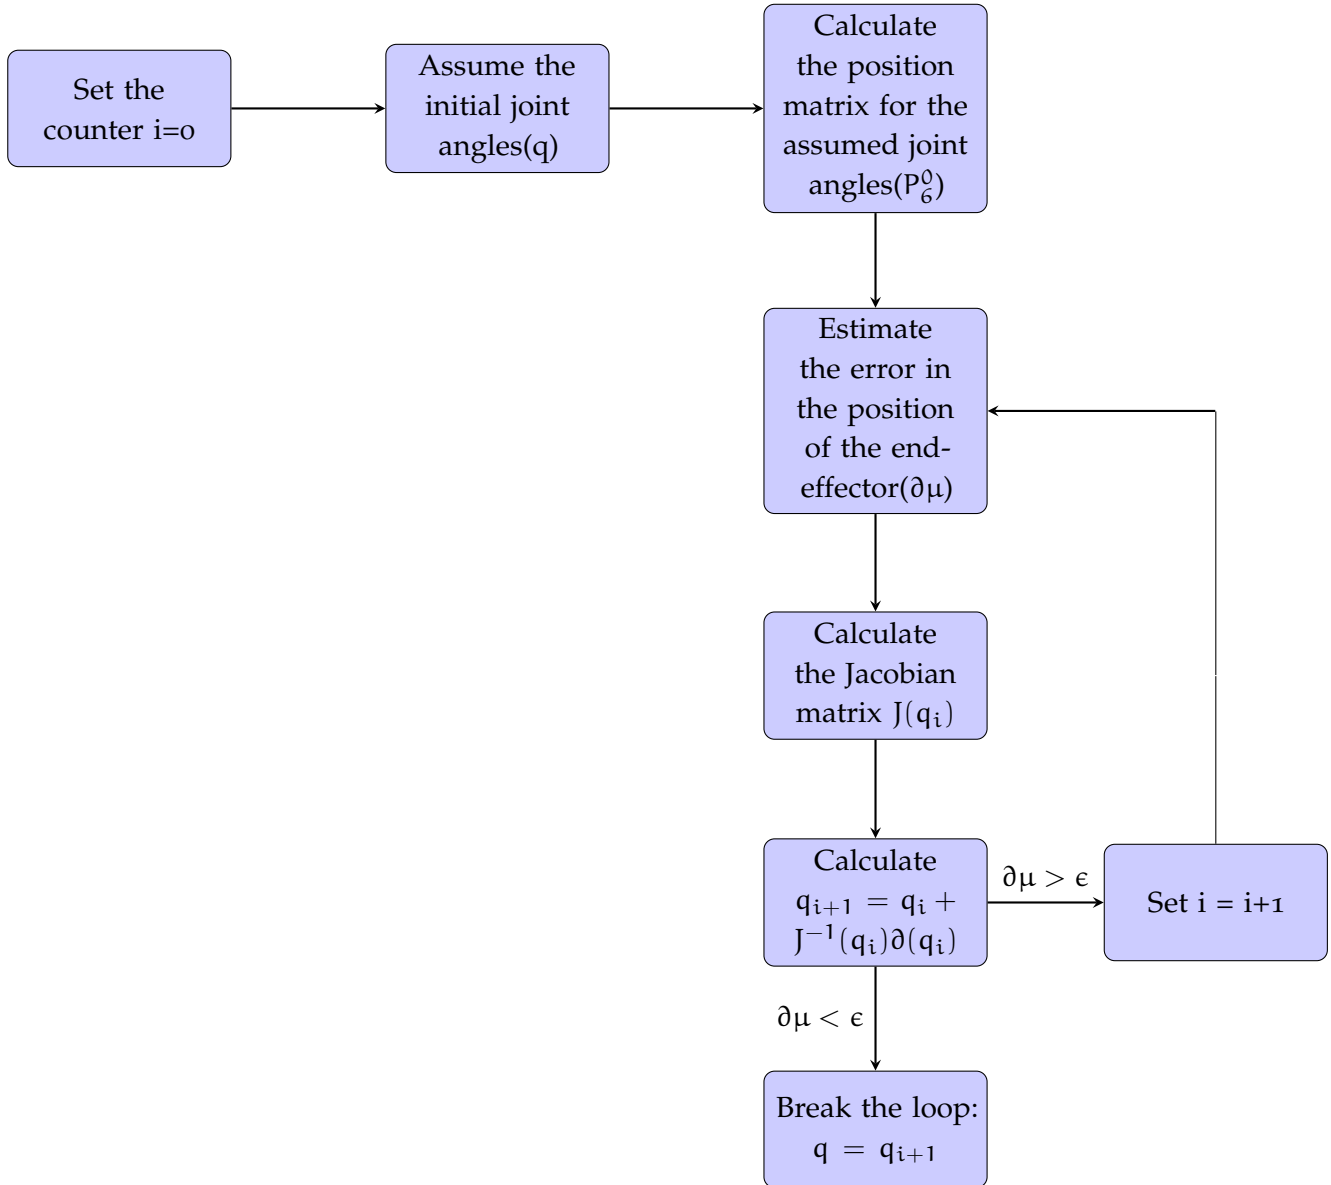 Set the
counter i=0
Assume the
initial joint
angles(q)
Calculate
the position
matrix for the
assumed joint
angles(P₆⁰)
Estimate
the error in
the position
of the end-
effector(∂μ)
Calculate
the Jacobian
matrix J(qᵢ)
Calculate
qᵢ₊₁ = qᵢ +
J⁻¹(qᵢ)∂(qᵢ)
∂μ > ϵ
Set i = i+1
∂μ < ϵ
Break the loop:
q = qᵢ₊₁